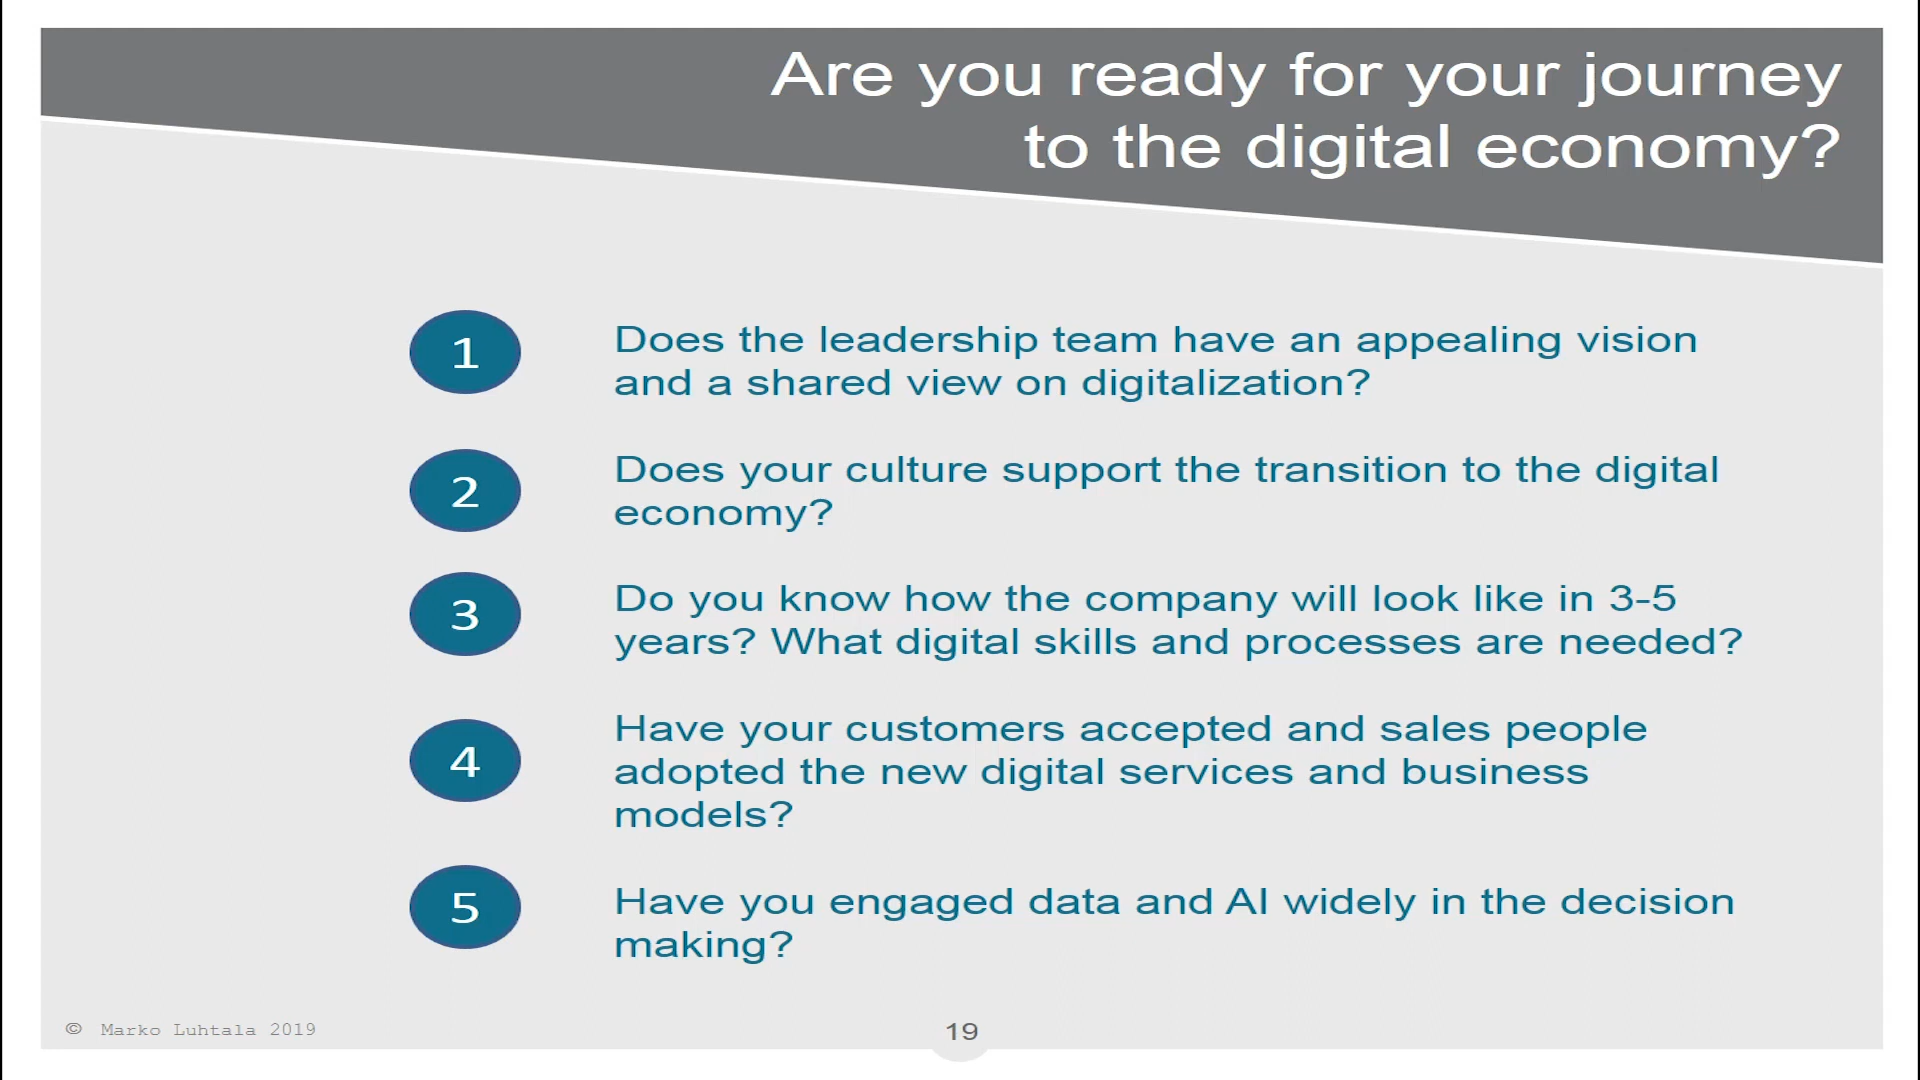 Are you ready for your journey
to the digital economy?
1
Does the leadership team have an appealing vision
and a shared view on digitalization?
2
Does your culture support the transition to the digital
economy?
3
Do you know how the company will look like in 3-5
years? What digital skills and processes are needed?
4
Have your customers accepted and sales people
adopted the new digital services and business
models?
5
Have you engaged data and AI widely in the decision
making?
© Marko Luhtala 2019
19